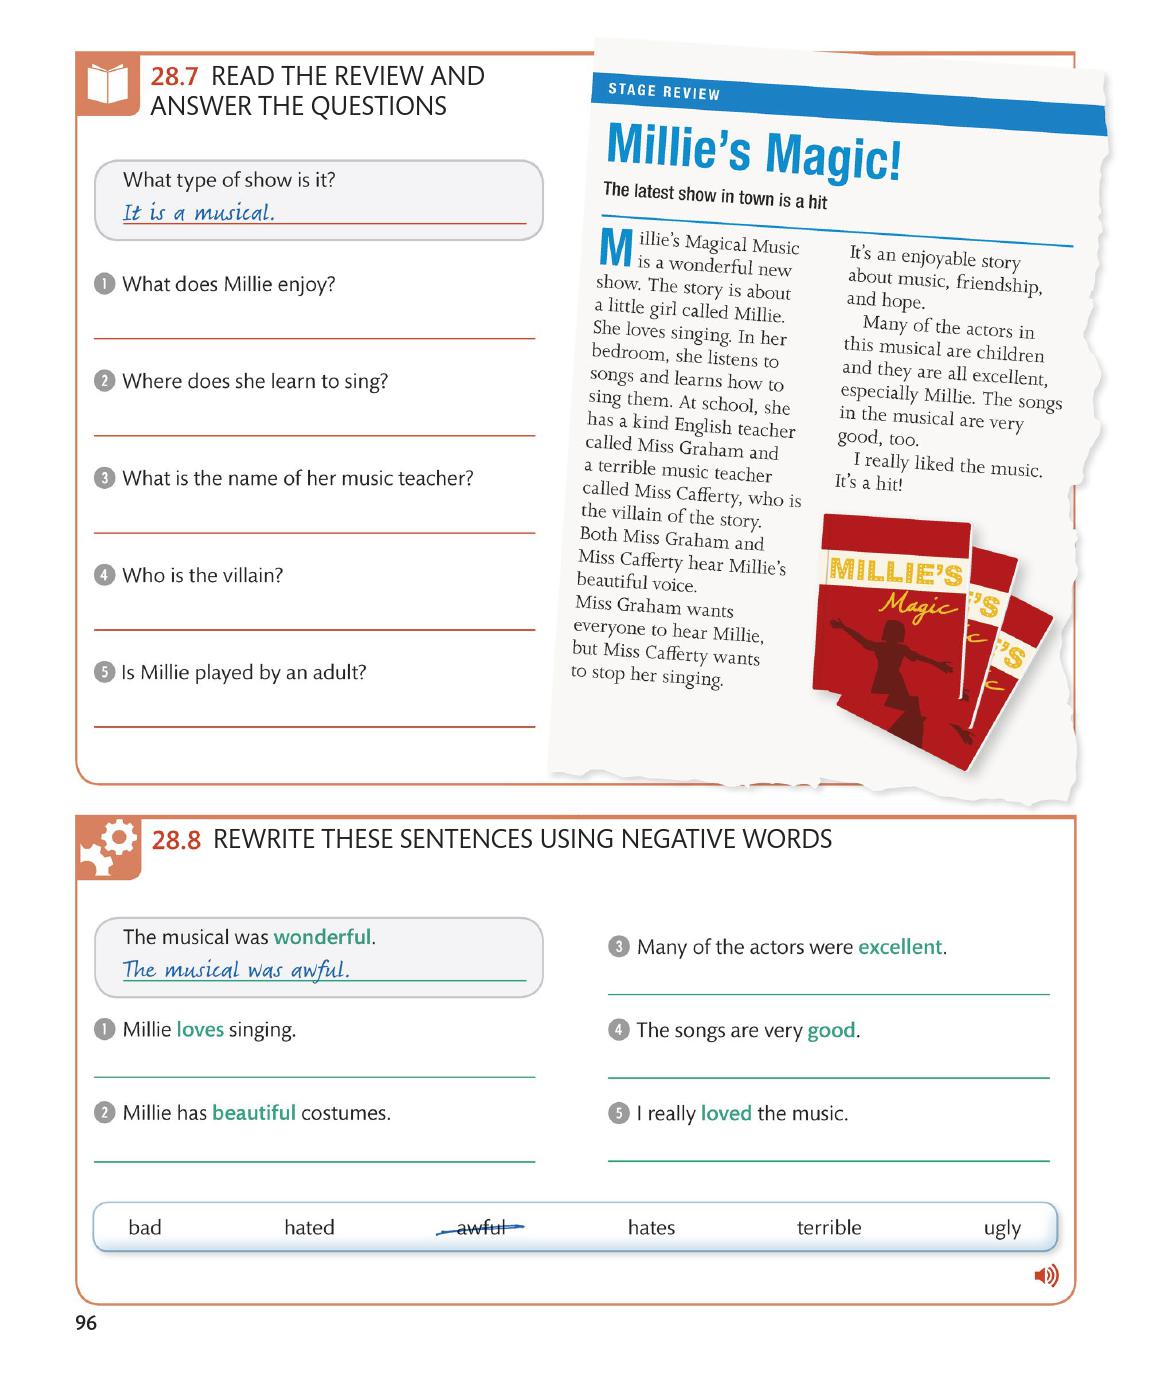 28.7 READ THE REVIEW AND
ANSWER THE QUESTIONS
What type of show is it?
It is a musical.
1 What does Millie enjoy?
2 Where does she learn to sing?
3 What is the name of her music teacher?
4 Who is the villain?
5 Is Millie played by an adult?
STAGE REVIEW
Millie's Magic!
The latest show in town is a hit
Millie's Magical Music
is a wonderful new
show. The story is about
a little girl called Millie.
She loves singing. In her
bedroom, she listens to
songs and learns how to
sing them. At school, she
has a kind English teacher
called Miss Graham and
a terrible music teacher
called Miss Cafferty, who is
the villain of the story.
Both Miss Graham and
Miss Cafferty hear Millie's
beautiful voice.
Miss Graham wants
everyone to hear Millie,
but Miss Cafferty wants
to stop her singing.
It's an enjoyable story
about music, friendship,
and hope.
Many of the actors in
this musical are children
and they are all excellent,
especially Millie. The songs
in the musical are very
good, too.
I really liked the music.
It's a hit!
MILLIE'S
Magic
'S
ic
'S
c
28.8 REWRITE THESE SENTENCES USING NEGATIVE WORDS
The musical was wonderful.
The musical was awful.
1 Millie loves singing.
2 Millie has beautiful costumes.
3 Many of the actors were excellent.
4 The songs are very good.
5 I really loved the music.
bad hated awful hates terrible ugly
96